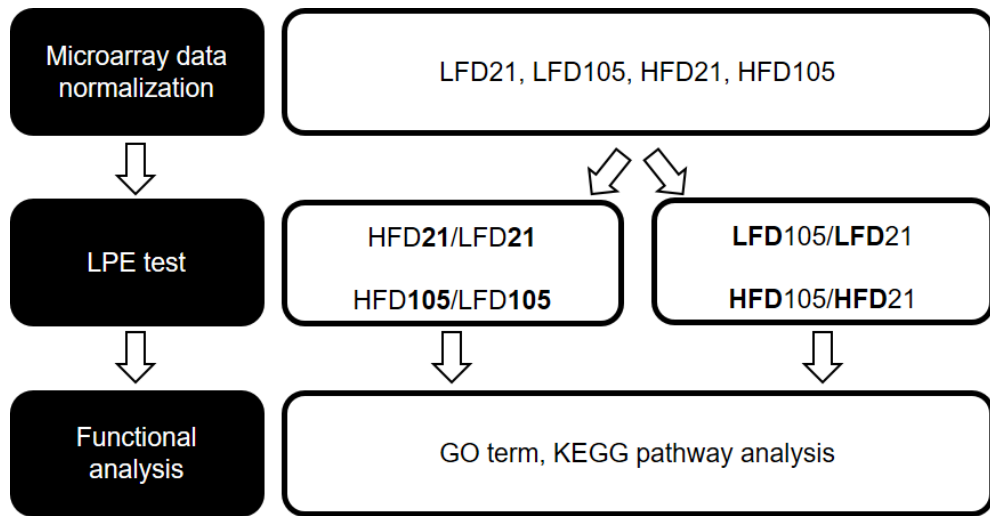 Microarray data
normalization
LFD21, LFD105, HFD21, HFD105
LPE test
HFD21/LFD21
HFD105/LFD105
LFD105/LFD21
HFD105/HFD21
Functional
analysis
GO term, KEGG pathway analysis